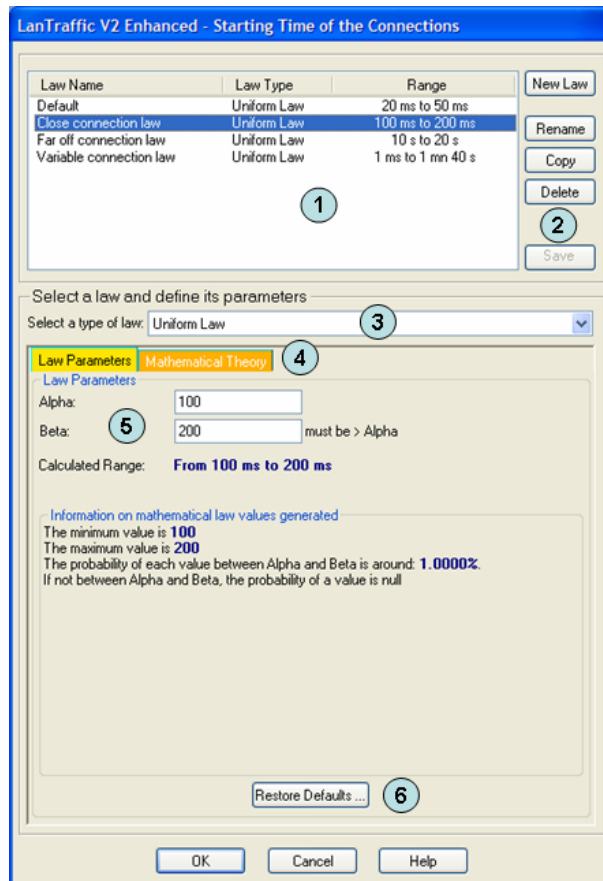 LanTraffic V2 Enhanced - Starting Time of the Connections
Law Name Law Type Range
Default Uniform Law 20 ms to 50 ms
Close connection law Uniform Law 100 ms to 200 ms
Far off connection law Uniform Law 10 s to 20 s
Variable connection law Uniform Law 1 ms to 1 mn 40 s
1
New Law
Rename
Copy
Delete
2
Save
Select a law and define its parameters
Select a type of law: Uniform Law 3
Law Parameters Mathematical Theory 4
Law Parameters
Alpha: 100
Beta: 5 200 must be > Alpha
Calculated Range: From 100 ms to 200 ms
Information on mathematical law values generated
The minimum value is 100
The maximum value is 200
The probability of each value between Alpha and Beta is around: 1.0000%.
If not between Alpha and Beta, the probability of a value is null
Restore Defaults ... 6
OK Cancel Help